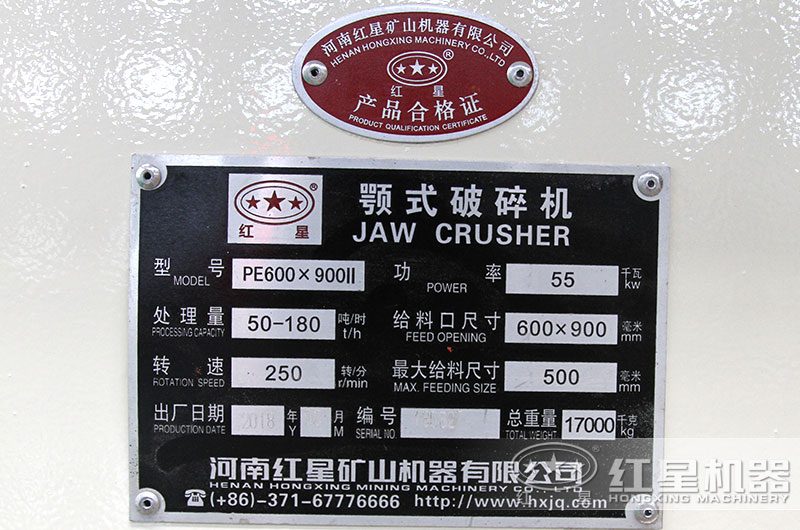 河南红星矿山机器有限公司
HENAN HONGXING MACHINERY CO.,LTD
®
红 星
产品合格证
PRODUCT QUALIFICATION CERTIFICATE
®
红 星
颚式破碎机
JAW CRUSHER
型 号 PE600×900II 功 率 55 千瓦
MODEL POWER kw
处理量 50-180 吨/时 给料口尺寸 600×900 毫米
PROCESSING CAPACITY t/h FEED OPENING mm
转 速 250 转/分 最大给料尺寸 500 毫米
ROTATION SPEED r/min MAX. FEEDING SIZE mm
出厂日期 2018 年 月 编号 总重量 17000 千克
PRODUCTION DATE Y M SERIAL NO TOTAL WEIGHT kg
河南红星矿山机器有限公司
HENAN HONGXING MINING MACHINERY CO., LTD
☎(+86)-371-67776666 http://www.hxjq.com
红星机器
HONGXING MACHINERY
红 星